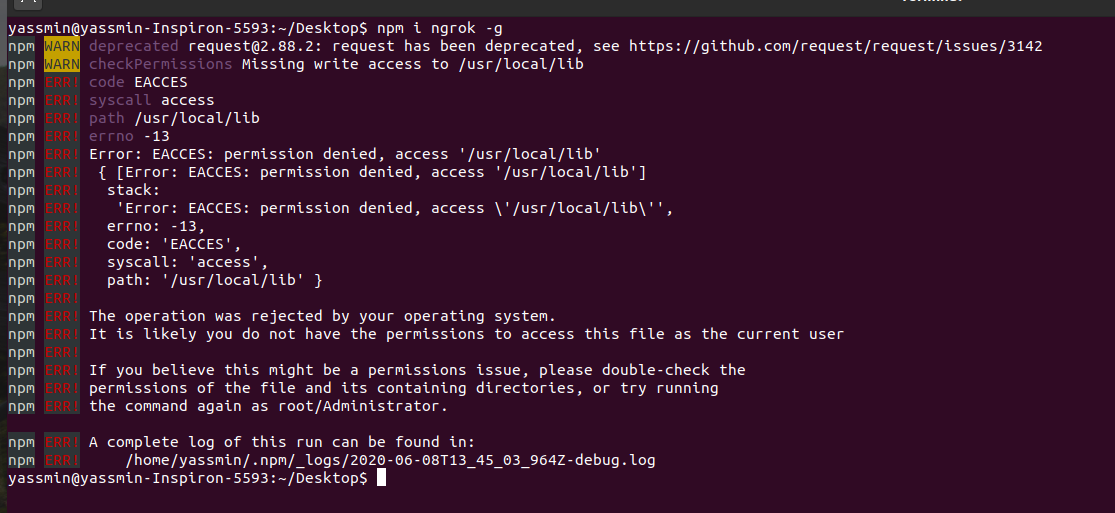 yassmin@yassmin-Inspiron-5593:~/Desktop$ npm i ngrok -g
npm WARN deprecated request@2.88.2: request has been deprecated, see https://github.com/request/request/issues/3142
npm WARN checkPermissions Missing write access to /usr/local/lib
npm ERR! code EACCES
npm ERR! syscall access
npm ERR! path /usr/local/lib
npm ERR! errno -13
npm ERR! Error: EACCES: permission denied, access '/usr/local/lib'
npm ERR!  { [Error: EACCES: permission denied, access '/usr/local/lib']
npm ERR!   stack:
npm ERR!    'Error: EACCES: permission denied, access \'/usr/local/lib\'',
npm ERR!   errno: -13,
npm ERR!   code: 'EACCES',
npm ERR!   syscall: 'access',
npm ERR!   path: '/usr/local/lib' }
npm ERR!
npm ERR! The operation was rejected by your operating system.
npm ERR! It is likely you do not have the permissions to access this file as the current user
npm ERR!
npm ERR! If you believe this might be a permissions issue, please double-check the
npm ERR! permissions of the file and its containing directories, or try running
npm ERR! the command again as root/Administrator.

npm ERR! A complete log of this run can be found in:
npm ERR!     /home/yassmin/.npm/_logs/2020-06-08T13_45_03_964Z-debug.log
yassmin@yassmin-Inspiron-5593:~/Desktop$